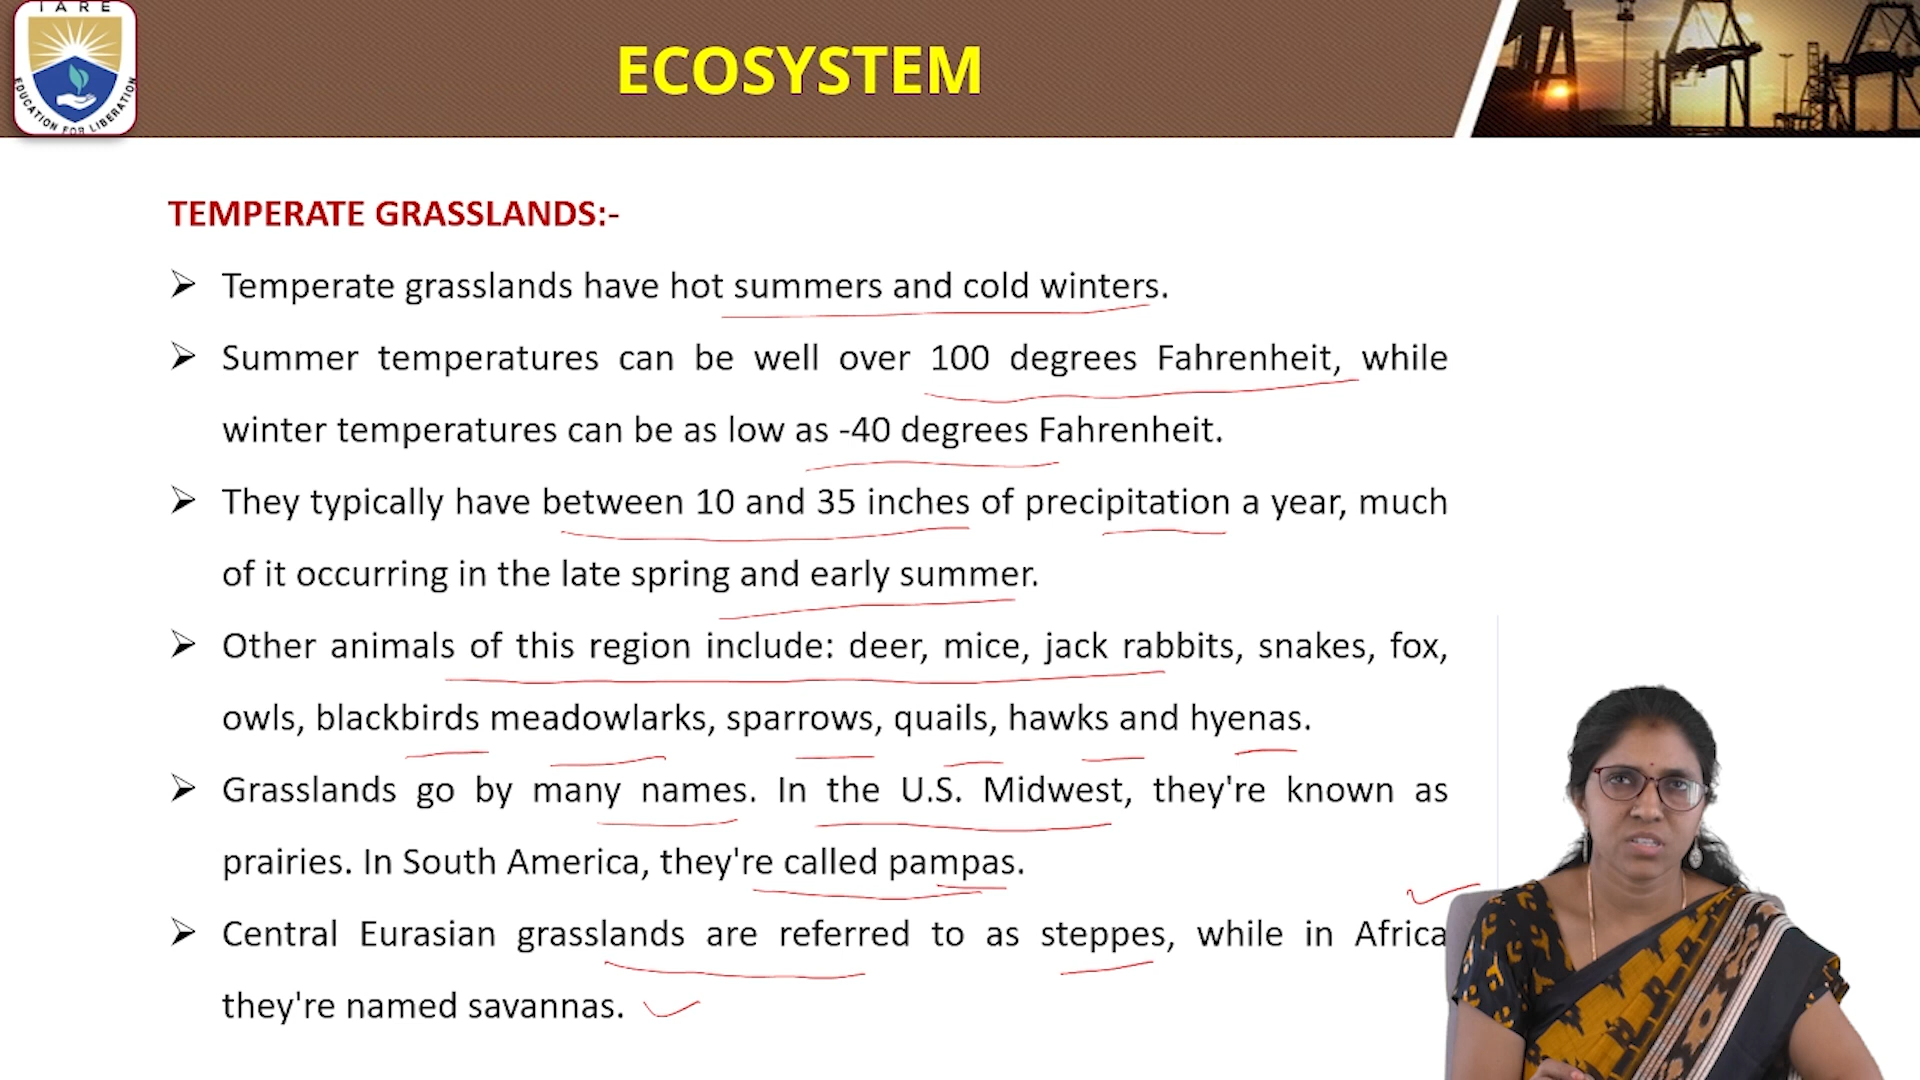 IARE
EDUCATION FOR LIBERATION
ECOSYSTEM
TEMPERATE GRASSLANDS:-
Temperate grasslands have hot summers and cold winters.
Summer temperatures can be well over 100 degrees Fahrenheit, while
winter temperatures can be as low as -40 degrees Fahrenheit.
They typically have between 10 and 35 inches of precipitation a year, much
of it occurring in the late spring and early summer.
Other animals of this region include: deer, mice, jack rabbits, snakes, fox,
owls, blackbirds meadowlarks, sparrows, quails, hawks and hyenas.
Grasslands go by many names. In the U.S. Midwest, they're known as
prairies. In South America, they're called pampas.
Central Eurasian grasslands are referred to as steppes, while in Africa
they're named savannas.